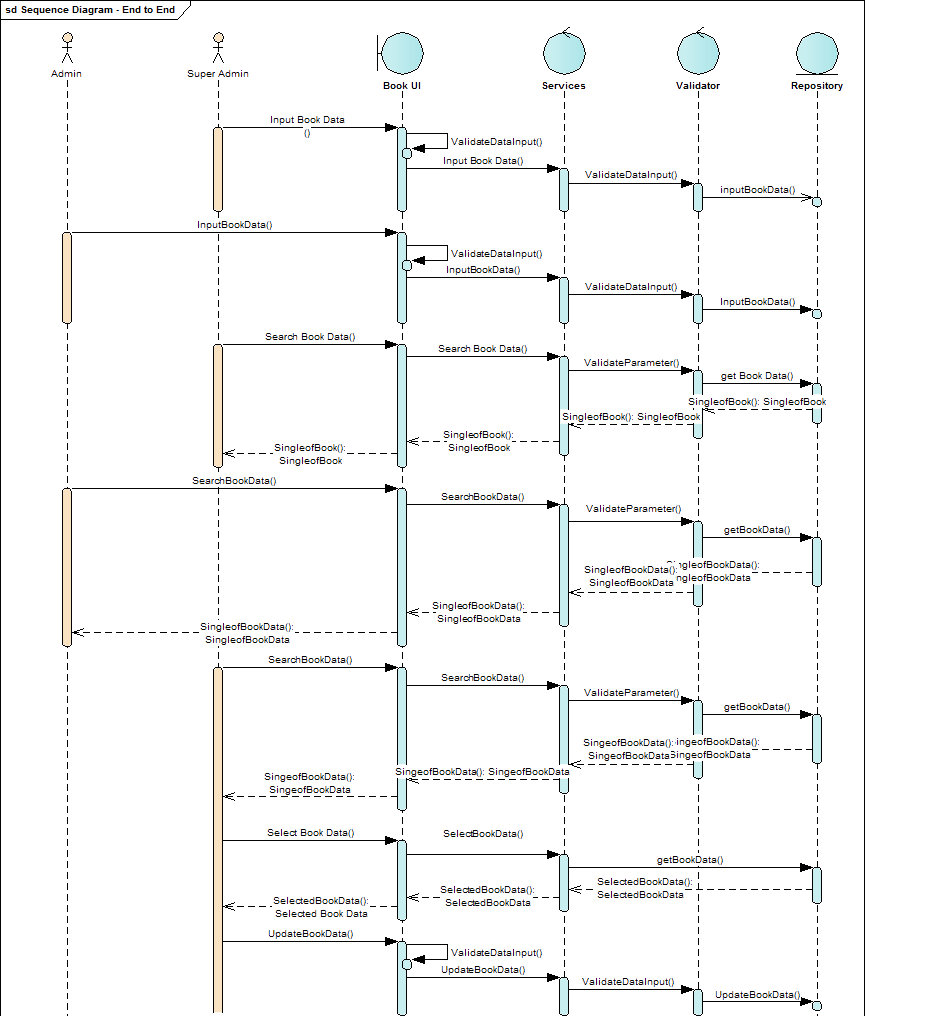 sd Sequence Diagram - End to End
Admin
Super Admin
Book UI
Services
Validator
Repository
Input Book Data
()
ValidateDataInput()
Input Book Data()
ValidateDataInput()
inputBookData()
InputBookData()
ValidateDataInput()
InputBookData()
ValidateDataInput()
InputBookData()
Search Book Data()
Search Book Data()
ValidateParameter()
get Book Data()
SingleofBook(): SingleofBook
SingleofBook(): SingleofBook
SingleofBook():
SingleofBook
SingleofBook():
SingleofBook
SearchBookData()
SearchBookData()
ValidateParameter()
getBookData()
ngleofBookData():
ngleofBookData
SingleofBookData():
SingleofBookData
SingleofBookData():
SingleofBookData
SingleofBookData():
SingleofBookData
SearchBookData()
SearchBookData()
ValidateParameter()
getBookData()
ingeofBookData():
SingeofBookData
SingeofBookData():
SingeofBookData
SingeofBookData(): SingeofBookData
SingeofBookData():
SingeofBookData
Select Book Data()
SelectBookData()
getBookData()
SelectedBookData():
SelectedBookData
SelectedBookData():
SelectedBookData
SelectedBookData():
Selected Book Data
UpdateBookData()
ValidateDataInput()
UpdateBookData()
ValidateDataInput()
UpdateBookData()